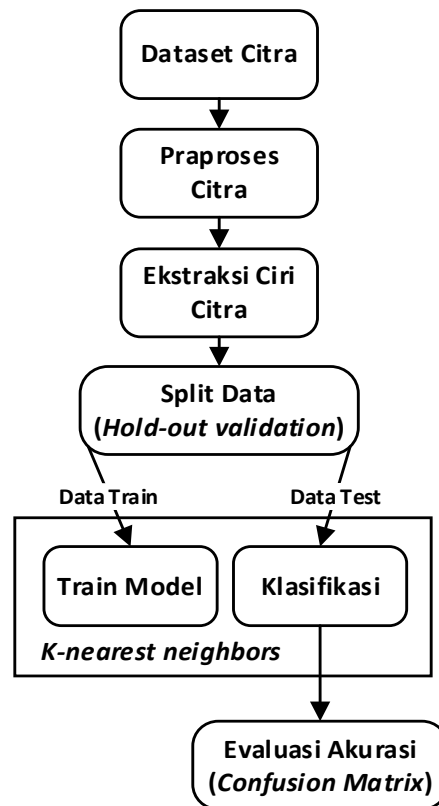 Dataset Citra
Praproses
Citra
Ekstraksi Ciri
Citra
Split Data
(Hold-out validation)
Data Train
Data Test
Train Model
Klasifikasi
K-nearest neighbors
Evaluasi Akurasi
(Confusion Matrix)